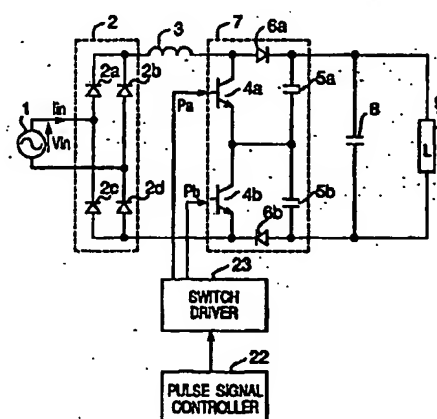 2
3
7
6a
2a
2b
5a
1
Iin
Pa
4a
8
9
Vin
L
2c
2d
Pb
4b
5b
6b
23
SWITCH
DRIVER
22
PULSE SIGNAL
CONTROLLER